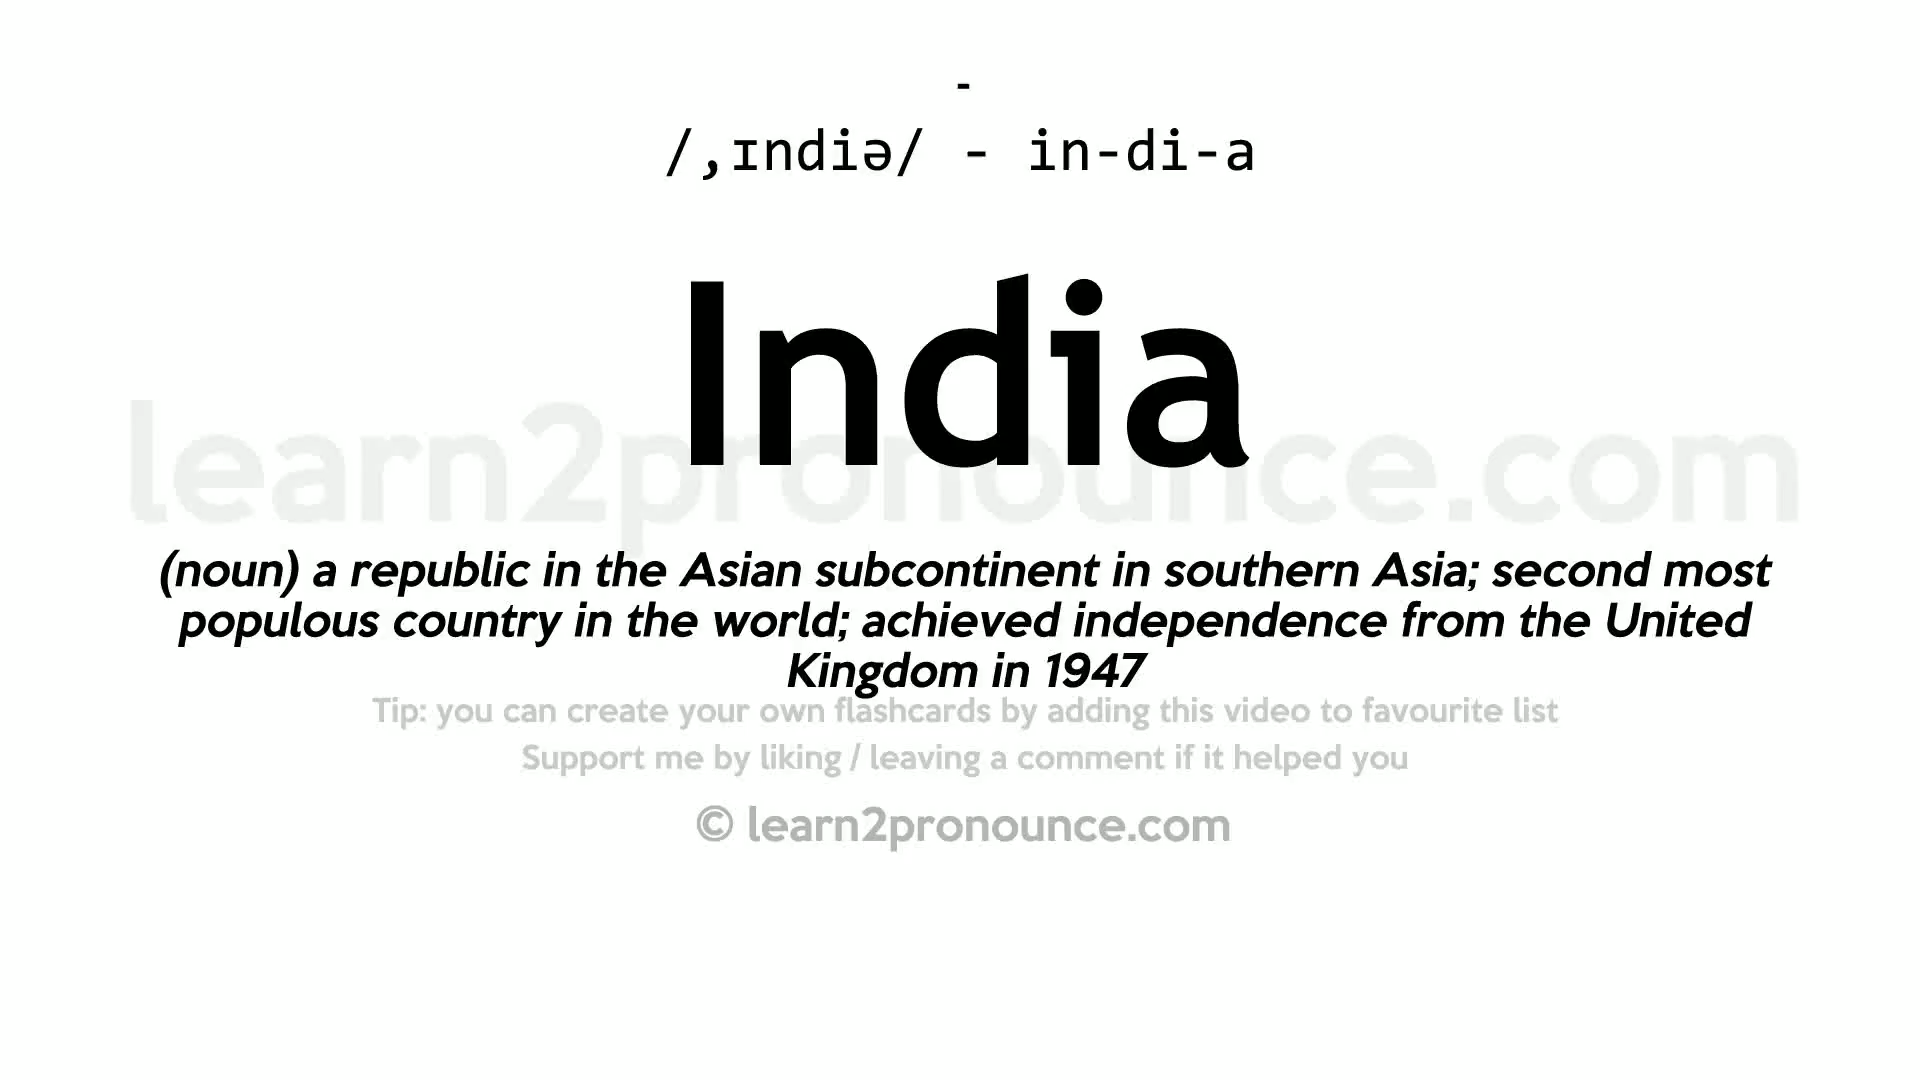 -
/ˌɪndiə/ - in-di-a
India
learn2pronounce.com
(noun) a republic in the Asian subcontinent in southern Asia; second most
populous country in the world; achieved independence from the United
Kingdom in 1947
Tip: you can create your own flashcards by adding this video to favourite list
Support me by liking / leaving a comment if it helped you
© learn2pronounce.com